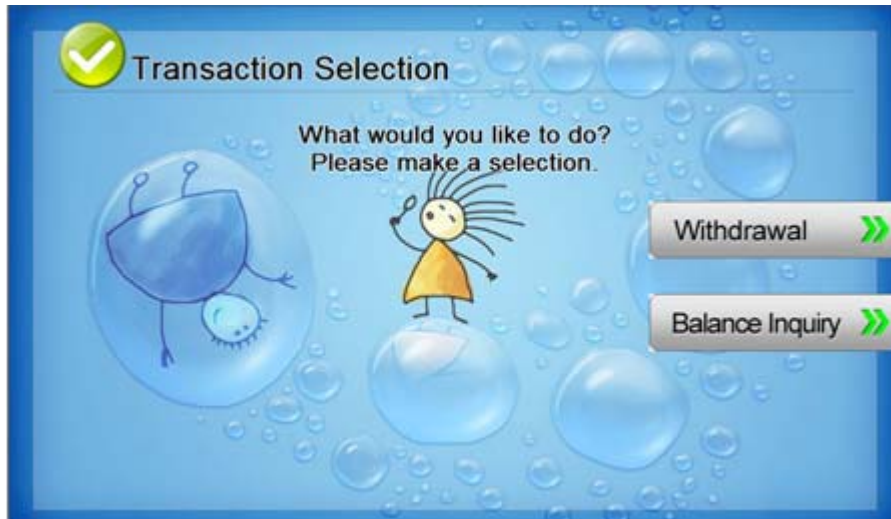 Transaction Selection
What would you like to do?
Please make a selection.
Withdrawal
Balance Inquiry